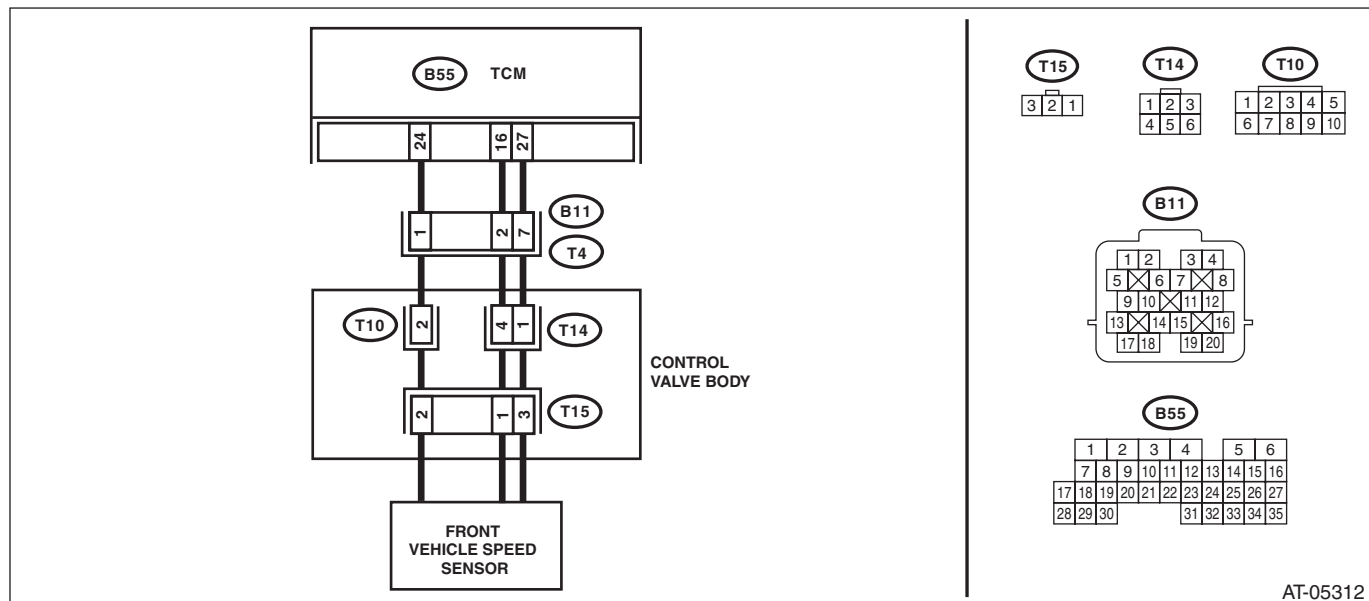 B55 TCM
24 16 27
B11
1 2 7
T4
T10 2 4 1 T14
CONTROL
VALVE BODY
2 1 3 T15
FRONT
VEHICLE SPEED
SENSOR
T15
3 2 1
T14
1 2 3
4 5 6
T10
1 2 3 4 5
6 7 8 9 10
B11
1 2 3 4
5 6 7 8
9 10 11 12
13 14 15 16
17 18 19 20
B55
1 2 3 4 5 6
7 8 9 10 11 12 13 14 15 16
17 18 19 20 21 22 23 24 25 26 27
28 29 30 31 32 33 34 35
AT-05312